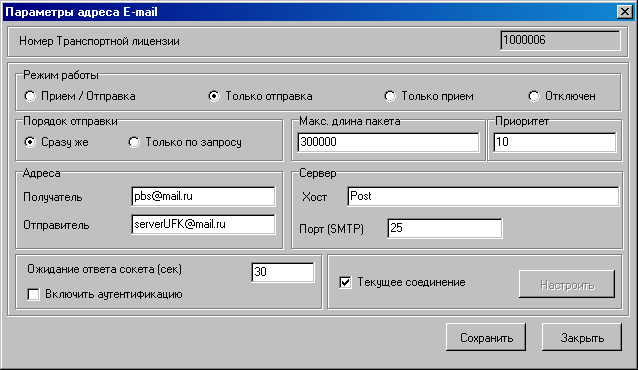 Параметры адреса E-mail
Номер Транспортной лицензии 1000006
Режим работы
Прием / Отправка Только отправка Только прием Отключен
Порядок отправки Макс. длина пакета Приоритет
Сразу же Только по запросу 300000 10
Адреса Сервер
Получатель pbs@mail.ru Хост Post
Отправитель serverUFK@mail.ru Порт (SMTP) 25
Ожидание ответа сокета (сек) 30
Включить аутентификацию Текущее соединение Настроить
Сохранить Закрыть